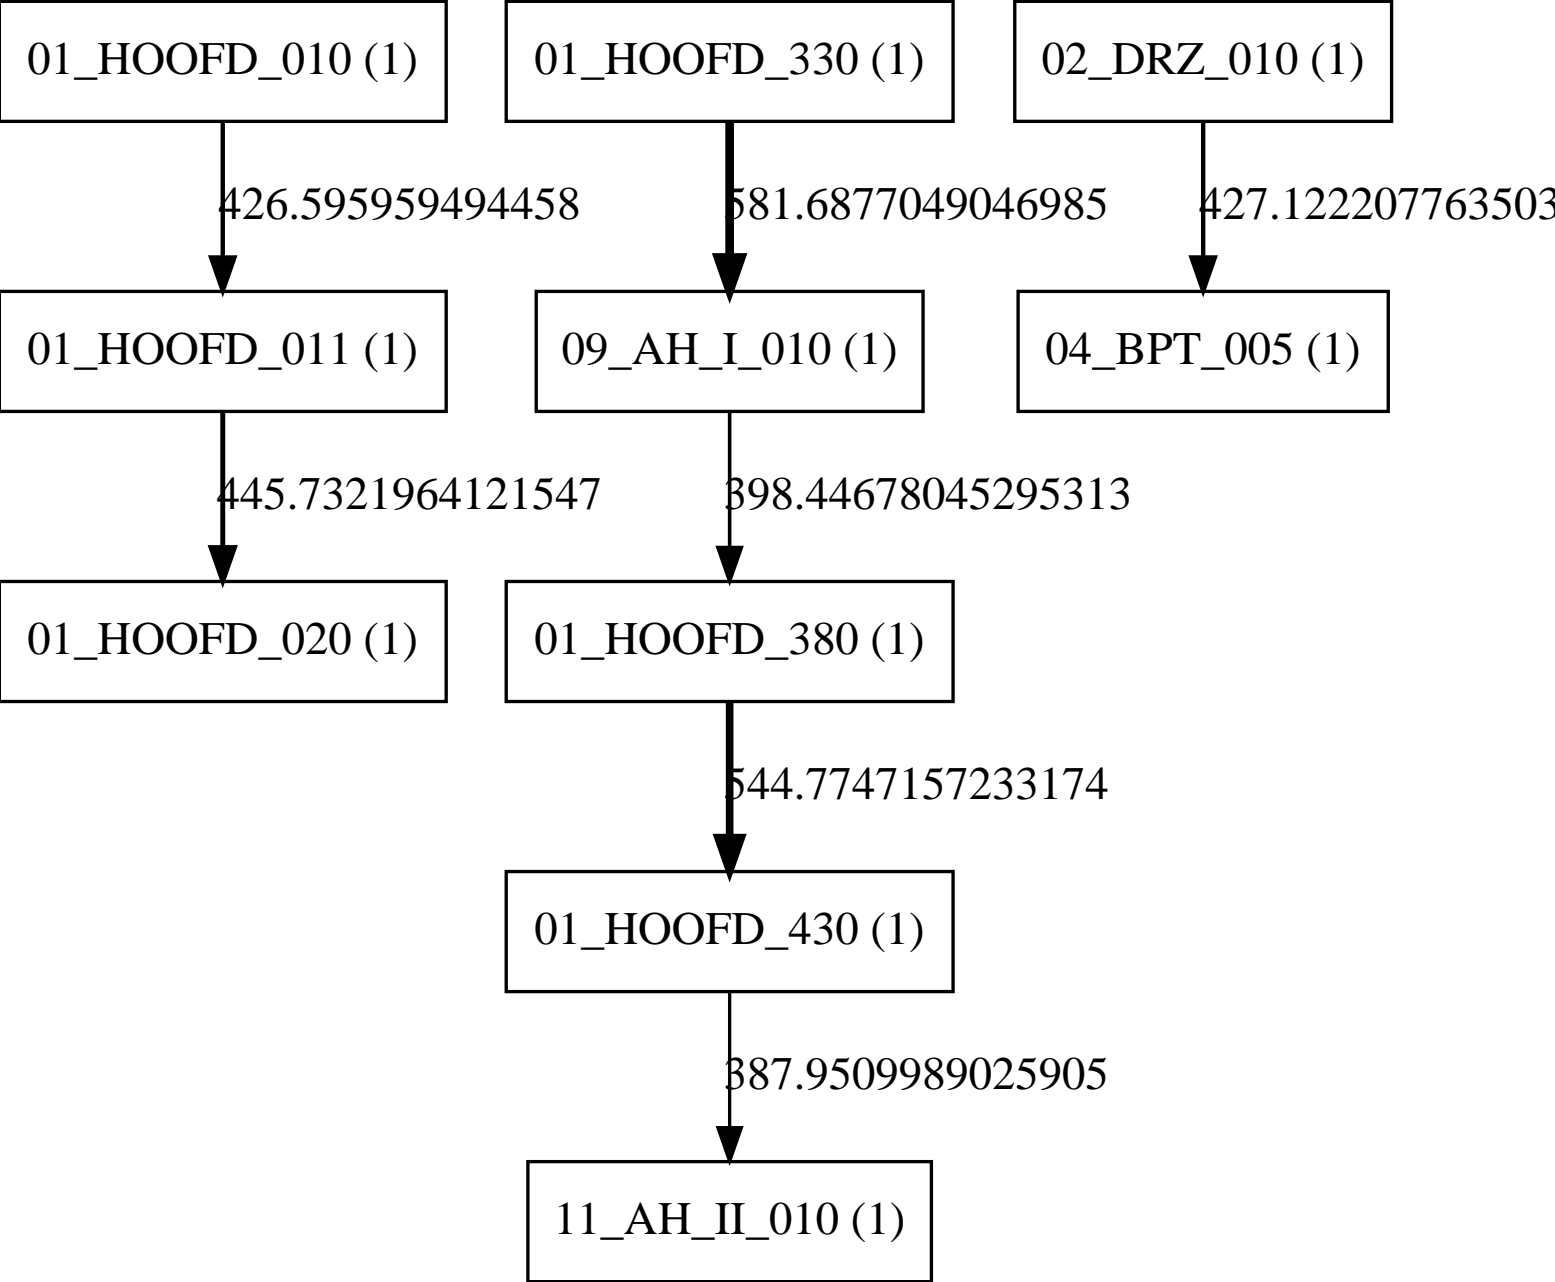 01_HOOFD_010 (1)
01_HOOFD_330 (1)
02_DRZ_010 (1)
426.595959494458
581.6877049046985
427.122207763503
01_HOOFD_011 (1)
09_AH_I_010 (1)
04_BPT_005 (1)
445.7321964121547
398.44678045295313
01_HOOFD_020 (1)
01_HOOFD_380 (1)
544.7747157233174
01_HOOFD_430 (1)
387.9509989025905
11_AH_II_010 (1)